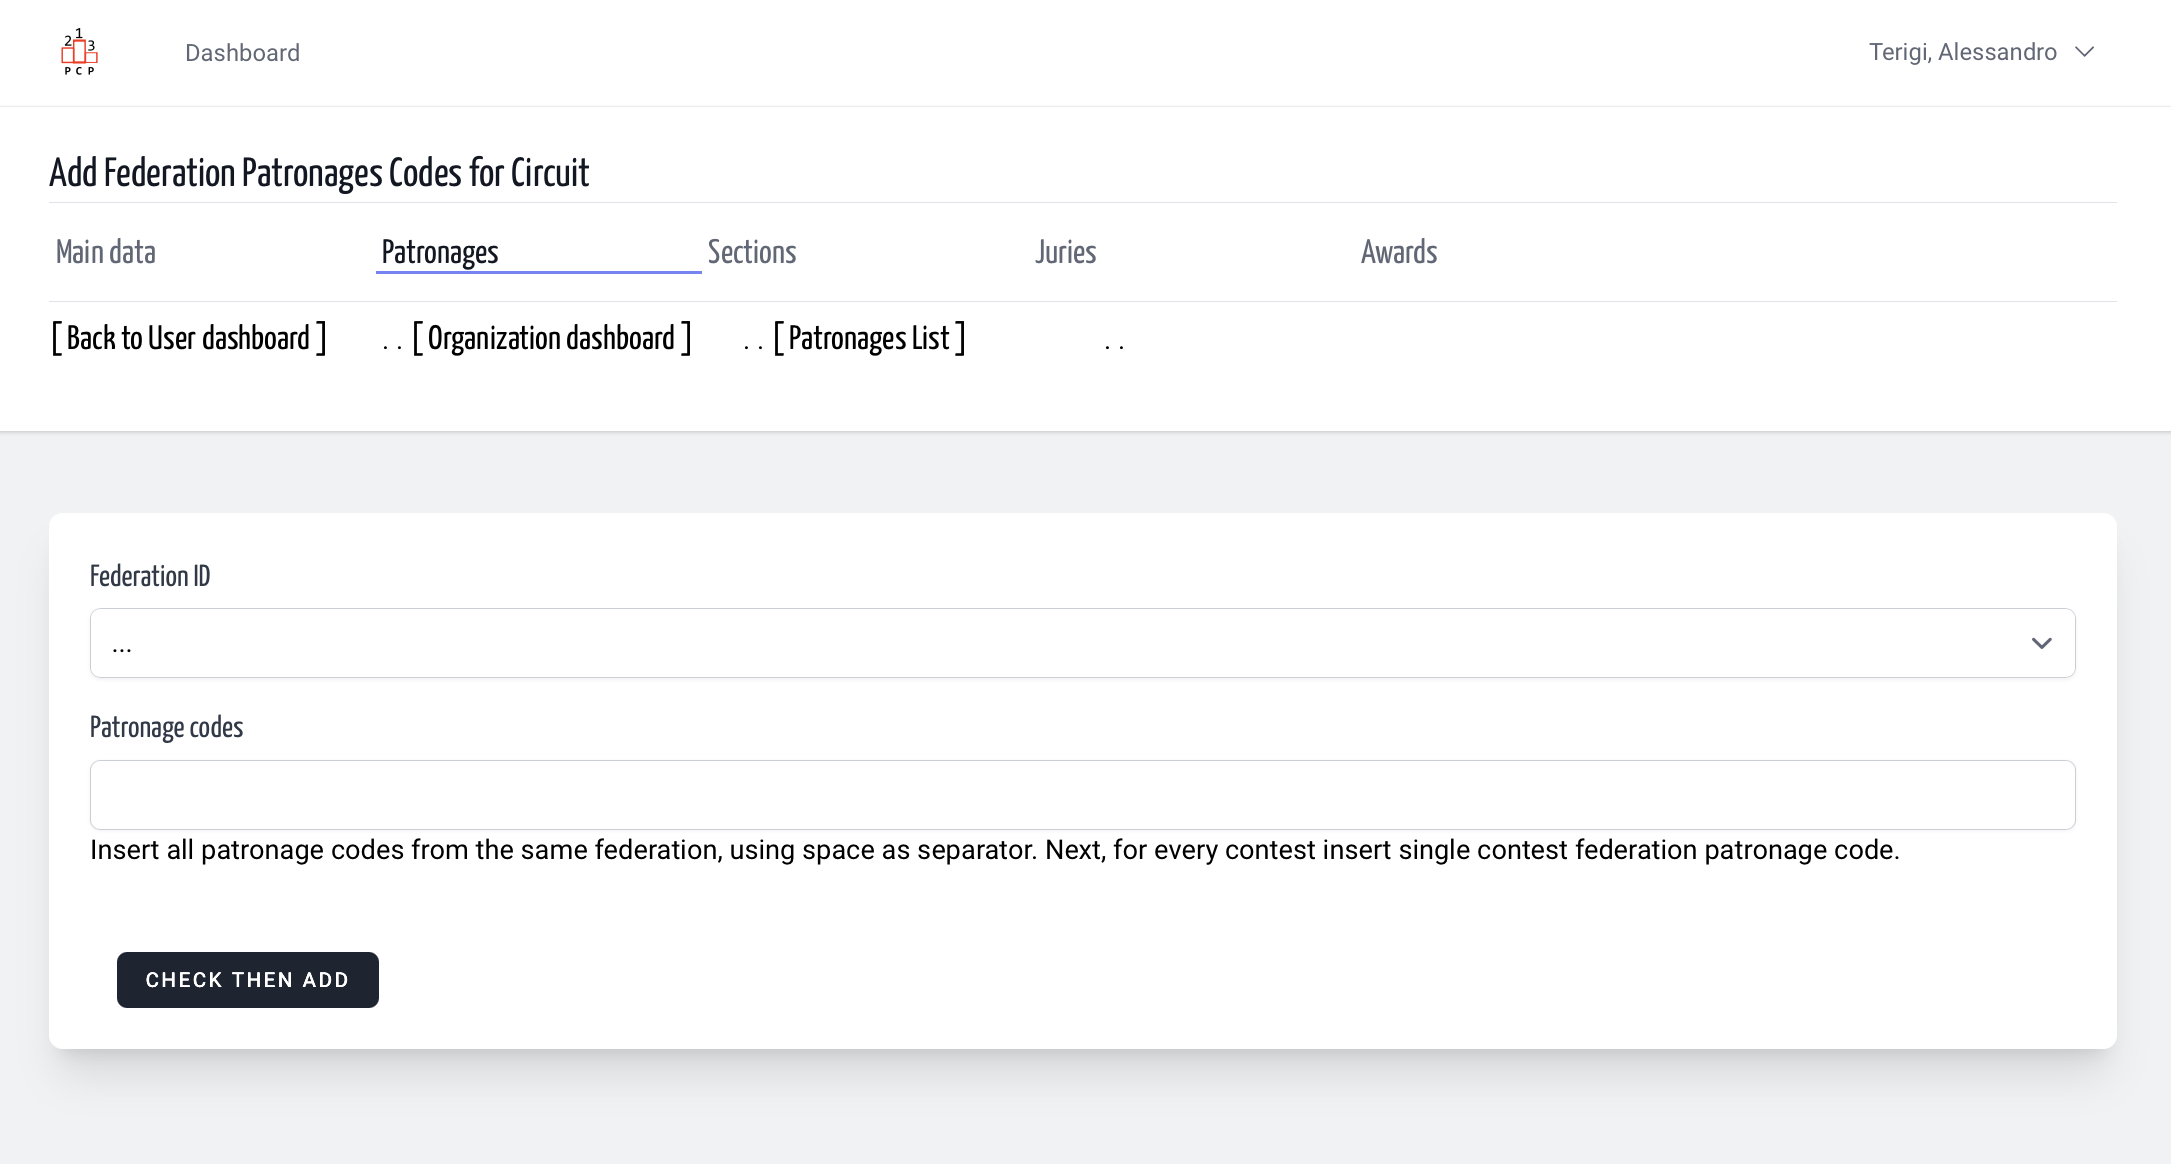 2 1 3
P C P
Dashboard
Terigi, Alessandro
Add Federation Patronages Codes for Circuit
Main data Patronages Sections Juries Awards
[ Back to User dashboard ] . . [ Organization dashboard ] . . [ Patronages List ] . .
Federation ID
...
Patronage codes
Insert all patronage codes from the same federation, using space as separator. Next, for every contest insert single contest federation patronage code.
CHECK THEN ADD